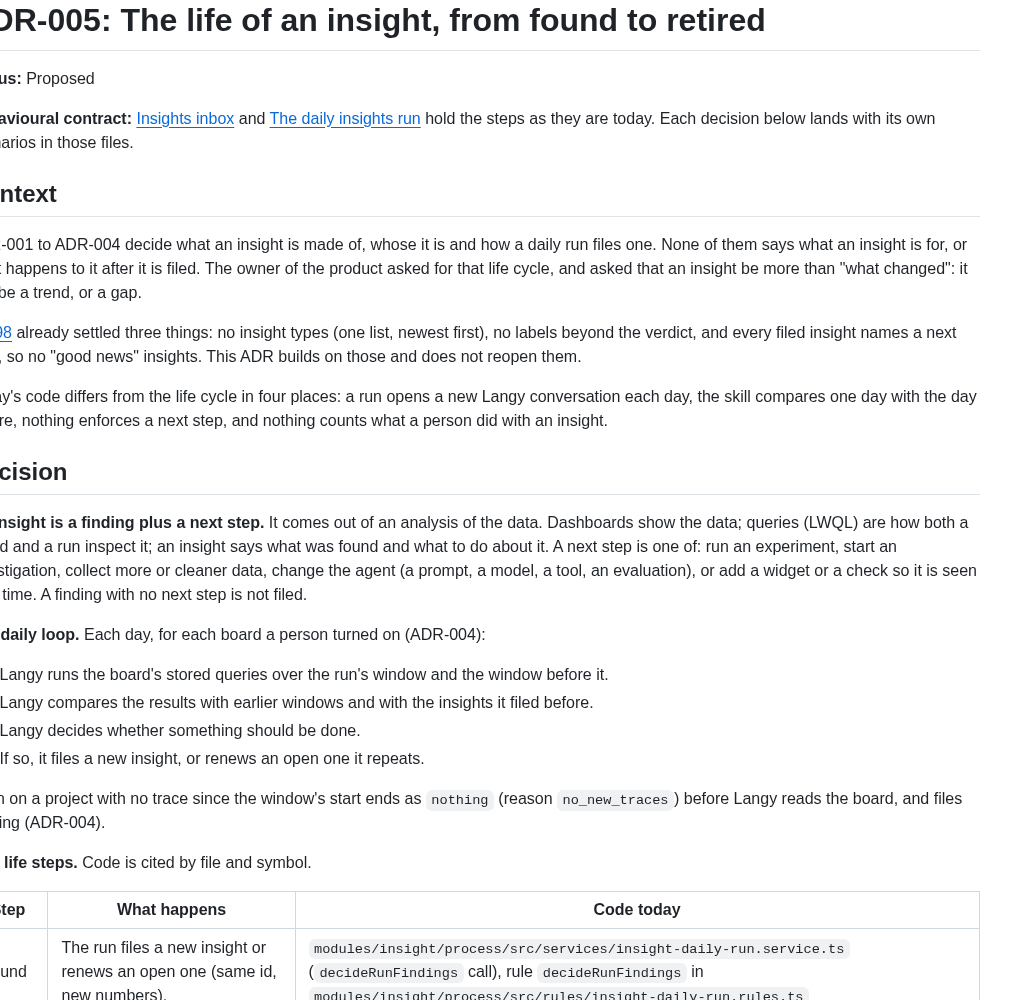 DR-005: The life of an insight, from found to retired
us: Proposed
avioural contract: Insights inbox and The daily insights run hold the steps as they are today. Each decision below lands with its own
arios in those files.
ntext
-001 to ADR-004 decide what an insight is made of, whose it is and how a daily run files one. None of them says what an insight is for, or
happens to it after it is filed. The owner of the product asked for that life cycle, and asked that an insight be more than "what changed": it
be a trend, or a gap.
98 already settled three things: no insight types (one list, newest first), no labels beyond the verdict, and every filed insight names a next
, so no "good news" insights. This ADR builds on those and does not reopen them.
ay's code differs from the life cycle in four places: a run opens a new Langy conversation each day, the skill compares one day with the day
re, nothing enforces a next step, and nothing counts what a person did with an insight.
cision
nsight is a finding plus a next step. It comes out of an analysis of the data. Dashboards show the data; queries (LWQL) are how both a
d and a run inspect it; an insight says what was found and what to do about it. A next step is one of: run an experiment, start an
stigation, collect more or cleaner data, change the agent (a prompt, a model, a tool, an evaluation), or add a widget or a check so it is seen
time. A finding with no next step is not filed.
daily loop. Each day, for each board a person turned on (ADR-004):
Langy runs the board's stored queries over the run's window and the window before it.
Langy compares the results with earlier windows and with the insights it filed before.
Langy decides whether something should be done.
If so, it files a new insight, or renews an open one it repeats.
n on a project with no trace since the window's start ends as nothing (reason no_new_traces) before Langy reads the board, and files
ing (ADR-004).
life steps. Code is cited by file and symbol.
Step What happens Code today
und The run files a new insight or renews an open one (same id, new numbers). modules/insight/process/src/services/insight-daily-run.service.ts
(decideRunFindings call), rule decideRunFindings in
modules/insight/process/src/rules/insight-daily-run.rules.ts